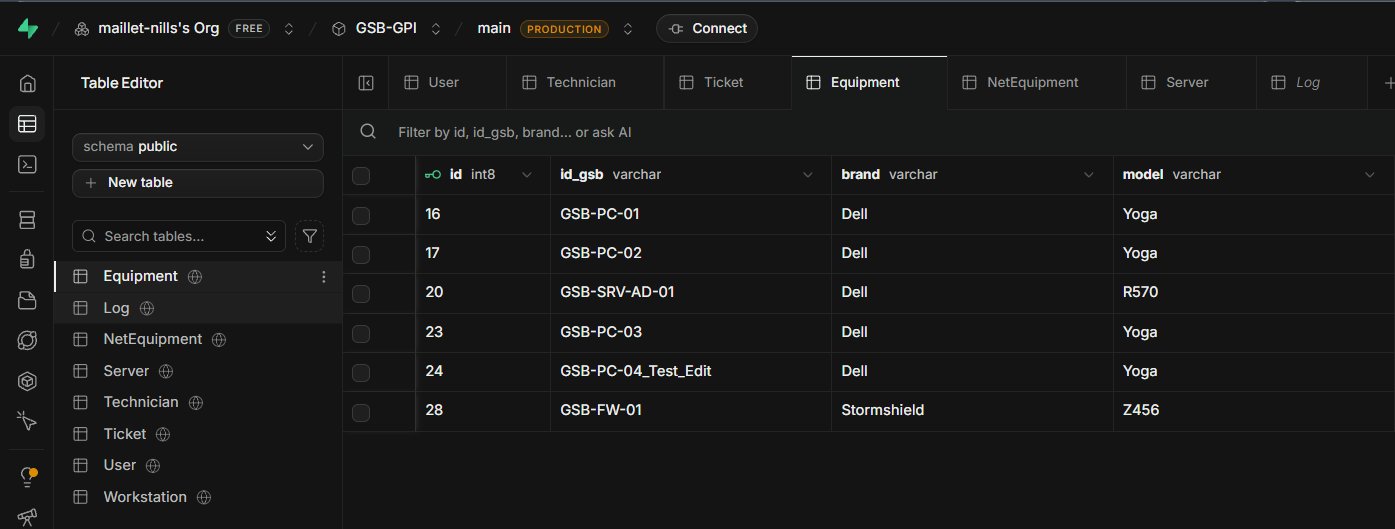 maillet-nills's Org FREE GSB-GPI main PRODUCTION Connect
Table Editor
User Technician Ticket Equipment NetEquipment Server Log
schema public
New table
Search tables...
Equipment
Log
NetEquipment
Server
Technician
Ticket
User
Workstation
Filter by id, id_gsb, brand... or ask AI
id int8 id_gsb varchar brand varchar model varchar
16 GSB-PC-01 Dell Yoga
17 GSB-PC-02 Dell Yoga
20 GSB-SRV-AD-01 Dell R570
23 GSB-PC-03 Dell Yoga
24 GSB-PC-04_Test_Edit Dell Yoga
28 GSB-FW-01 Stormshield Z456